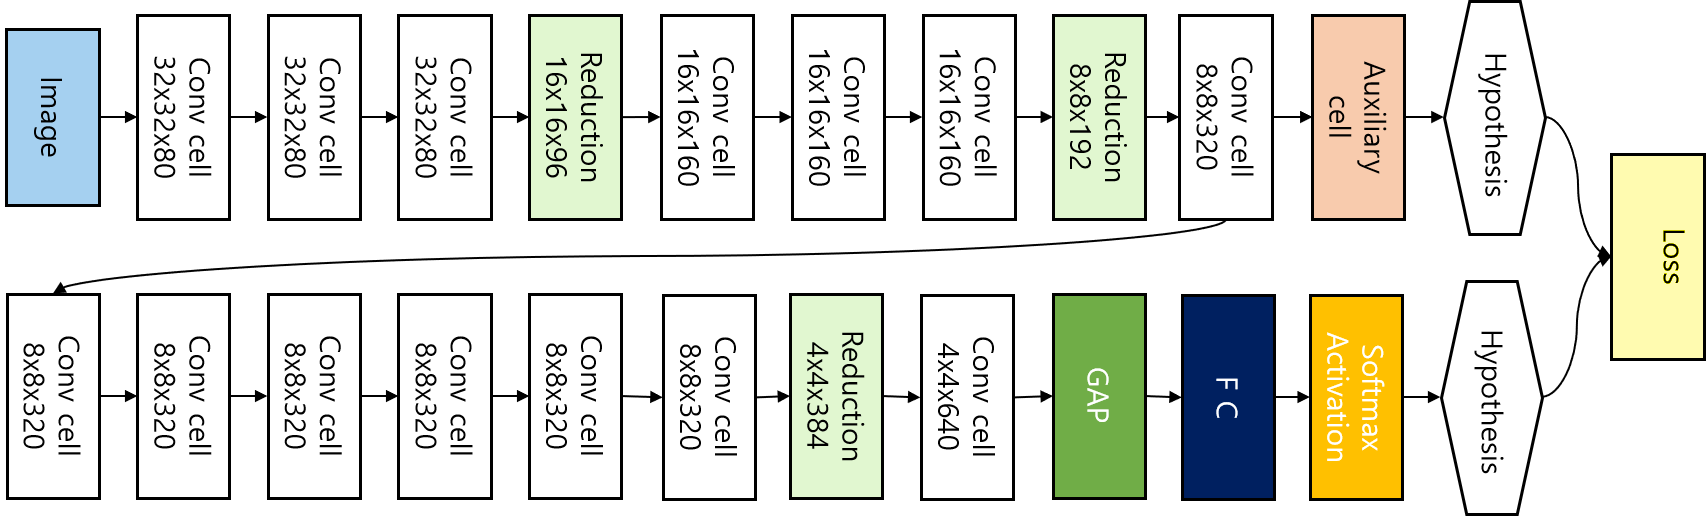 Image
Conv cell
32x32x80
Conv cell
32x32x80
Conv cell
32x32x80
Reduction
16x16x96
Conv cell
16x16x160
Conv cell
16x16x160
Conv cell
16x16x160
Reduction
8x8x192
Conv cell
8x8x320
Auxiliary
cell
Hypothesis
Loss
Conv cell
8x8x320
Conv cell
8x8x320
Conv cell
8x8x320
Conv cell
8x8x320
Conv cell
8x8x320
Conv cell
8x8x320
Reduction
4x4x384
Conv cell
4x4x640
GAP
F C
Softmax
Activation
Hypothesis